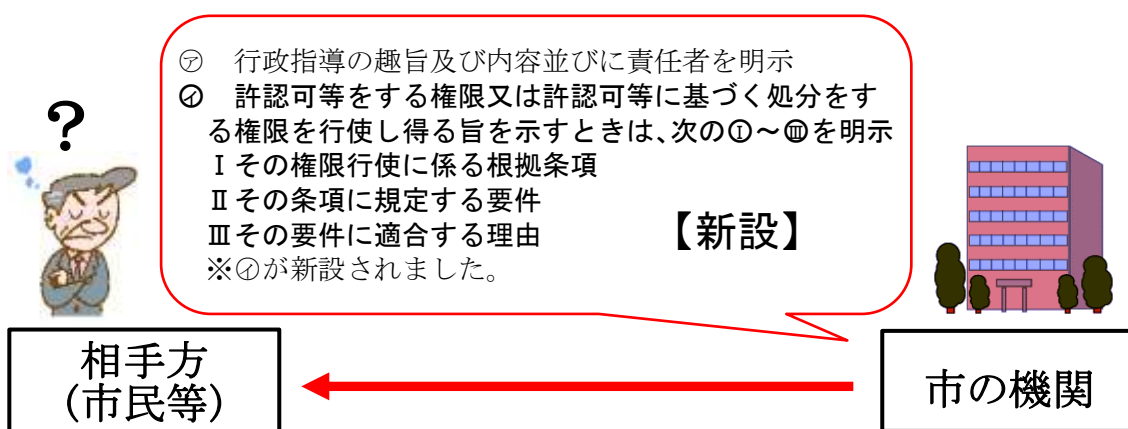 ㋐ 行政指導の趣旨及び内容並びに責任者を明示
㋑ 許認可等をする権限又は許認可等に基づく処分をす
る権限を行使し得る旨を示すときは、次のⒾ～Ⅲを明示
Ⅰその権限行使に係る根拠条項
Ⅱその条項に規定する要件
Ⅲその要件に適合する理由
【新設】
※㋑が新設されました。
?
相手方
(市民等)
市の機関